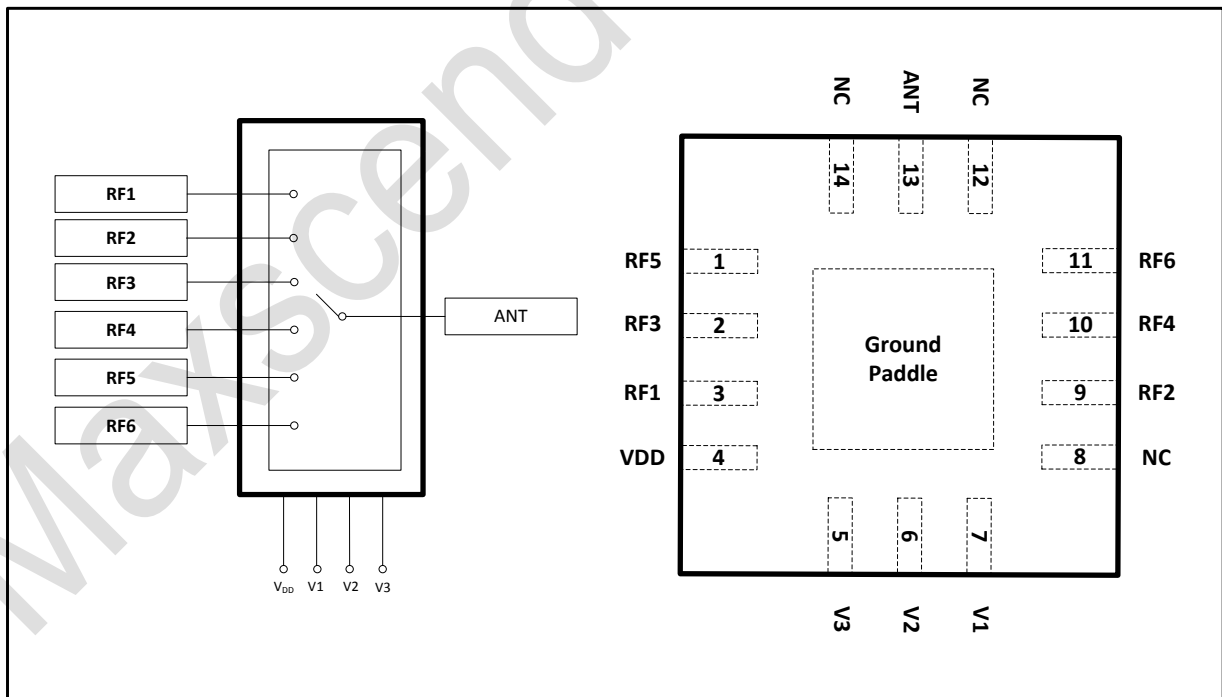 Maxscend
RF1
RF2
RF3
RF4
RF5
RF6
ANT
VDD V1 V2 V3
NC ANT NC
14 13 12
RF5 1 11 RF6
RF3 2 10 RF4
RF1 3 9 RF2
VDD 4 8 NC
Ground
Paddle
5 6 7
V3 V2 V1